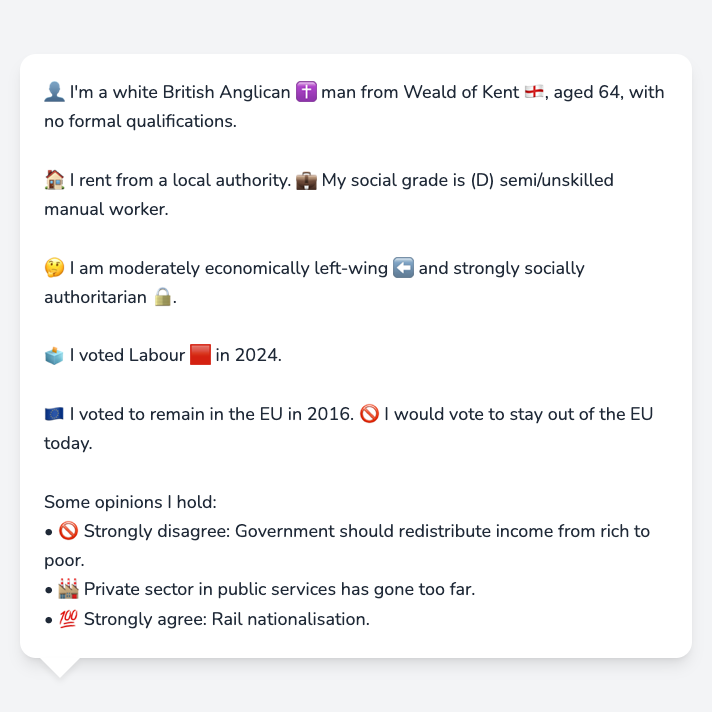 👤 I'm a white British Anglican ✝️ man from Weald of Kent 🏴󠁧󠁢󠁥󠁮󠁧󠁿, aged 64, with
no formal qualifications.
🏠 I rent from a local authority. 💼 My social grade is (D) semi/unskilled
manual worker.
🤔 I am moderately economically left-wing ⬅️ and strongly socially
authoritarian 🔒.
🗳️ I voted Labour 🟥 in 2024.
🇪🇺 I voted to remain in the EU in 2016. 🚫 I would vote to stay out of the EU
today.
Some opinions I hold:
• 🚫 Strongly disagree: Government should redistribute income from rich to
poor.
• 🏭 Private sector in public services has gone too far.
• 💯 Strongly agree: Rail nationalisation.